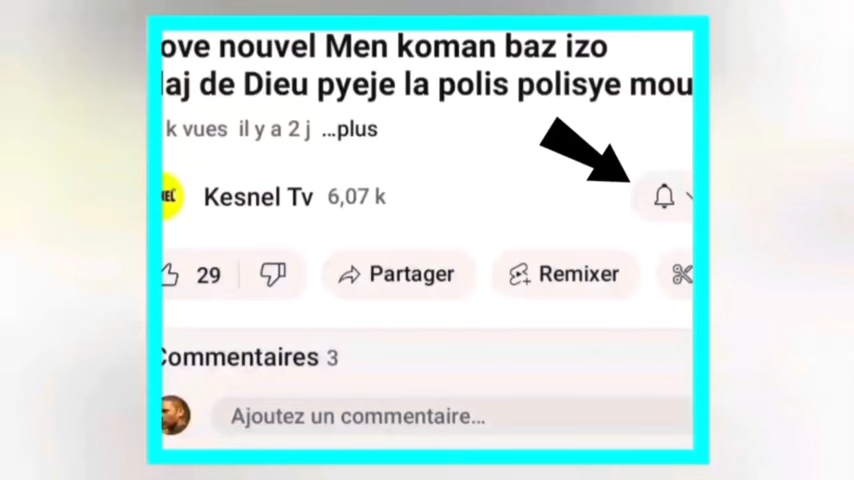 ove nouvel Men koman baz izo
laj de Dieu pyeje la polis polisye mou
k vues il y a 2 j ...plus
Kesnel Tv 6,07 k
29 Partager Remixer
Commentaires 3
Ajoutez un commentaire...